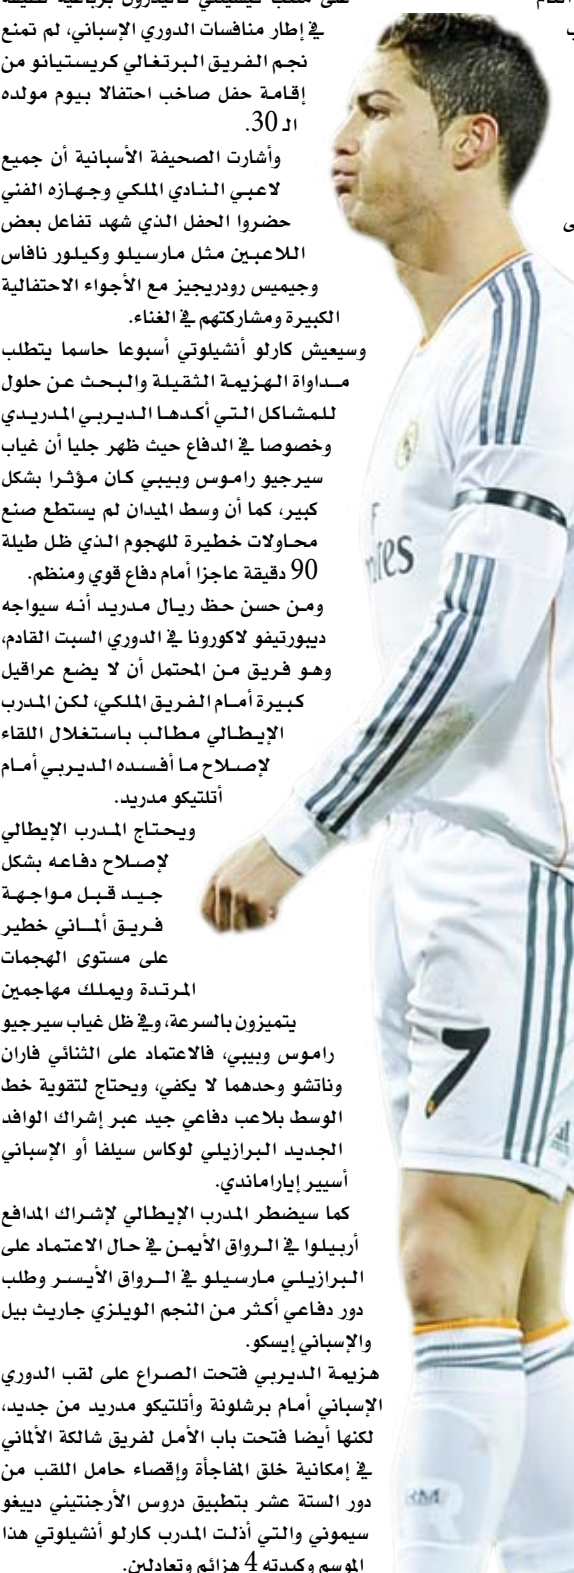 على ملعب فيسينتي كالديرون برباعية نظيفة
في إطار منافسات الدوري الإسباني، لم تمنع
نجم الفريق البرتغالي كريستيانو من
إقامة حفل صاخب احتفالا بيوم مولده
الـ 30.
وأشارت الصحيفة الأسبانية أن جميع
لاعبي النادي الملكي وجهازه الفني
حضروا الحفل الذي شهد تفاعل بعض
اللاعبين مثل مارسيلو وكيلور نافاس
وجيميس رودريجيز مع الأجواء الاحتفالية
الكبيرة ومشاركتهم في الغناء.
وسيعيش كارلو أنشيلوتي أسبوعا حاسما يتطلب
مداواة الهزيمة الثقيلة والبحث عن حلول
للمشاكل التي أكدها الديربي المدريدي
وخصوصا في الدفاع حيث ظهر جليا أن غياب
سيرجيو راموس وبيبي كان مؤثرا بشكل
كبير، كما أن وسط الميدان لم يستطع صنع
محاولات خطيرة للهجوم الذي ظل طيلة
90 دقيقة عاجزا أمام دفاع قوي ومنظم.
ومن حسن حظ ريال مدريد أنه سيواجه
ديبورتيفو لاكورونا في الدوري السبت القادم،
وهو فريق من المحتمل أن لا يضع عراقيل
كبيرة أمام الفريق الملكي، لكن المدرب
الإيطالي مطالب باستغلال اللقاء
لإصلاح ما أفسده الديربي أمام
أتلتيكو مدريد.
ويحتاج المدرب الإيطالي
لإصلاح دفاعه بشكل
جيد قبل مواجهة
فريق ألماني خطير
على مستوى الهجمات
المرتدة ويملك مهاجمين
يتميزون بالسرعة، وفي ظل غياب سيرجيو
راموس وبيبي، فالاعتماد على الثنائي فاران
وناتشو وحدهما لا يكفي، ويحتاج لتقوية خط
الوسط بلاعب دفاعي جيد عبر إشراك الوافد
الجديد البرازيلي لوكاس سيلفا أو الإسباني
أسيير إياراماندي.
كما سيضطر المدرب الإيطالي لإشراك المدافع
أربيلوا في الرواق الأيمن في حال الاعتماد على
البرازيلي مارسيلو في الرواق الأيسر وطلب
دور دفاعي أكثر من النجم الويلزي جاريث بيل
والإسباني إيسكو.
هزيمة الديربي فتحت الصراع على لقب الدوري
الإسباني أمام برشلونة وأتلتيكو مدريد من جديد،
لكنها أيضا فتحت باب الأمل لفريق شالكة الألماني
في إمكانية خلق المفاجأة وإقصاء حامل اللقب من
دور الستة عشر بتطبيق دروس الأرجنتيني دييغو
سيموني والتي أذلت المدرب كارلو أنشيلوتي هذا
الموسم وكبدته 4 هزائم وتعادلين.
7
adidas
RM